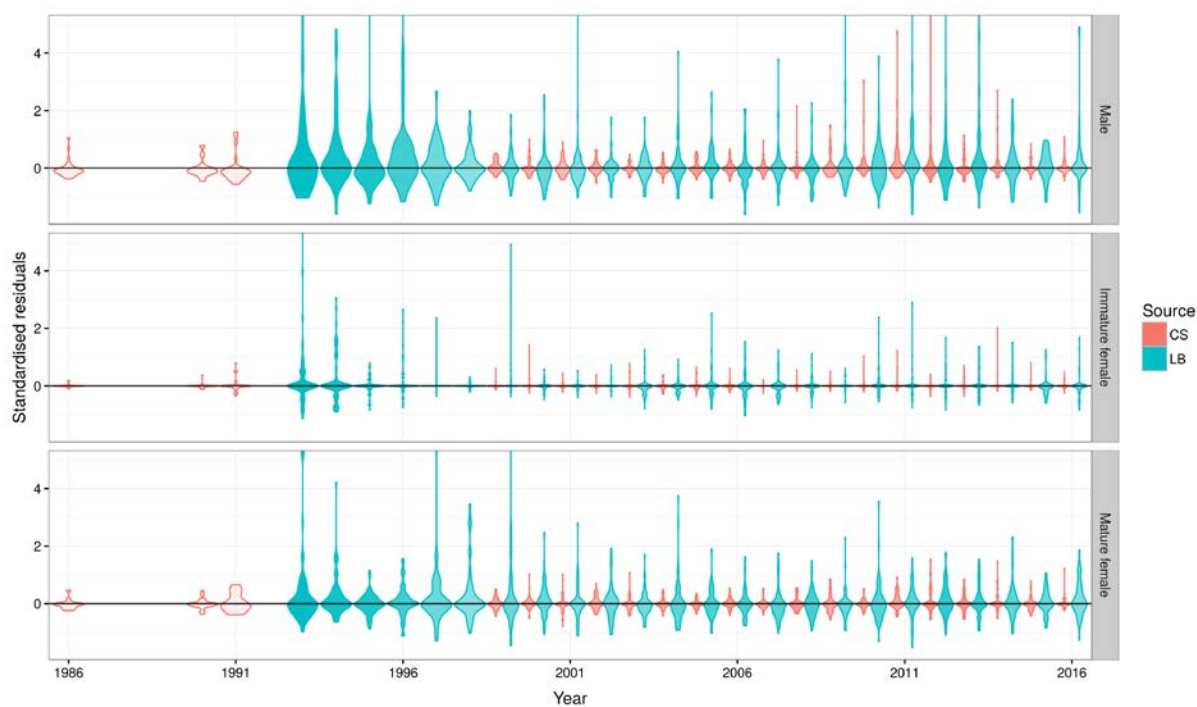 4
2
0
Male
4
2
0
Immature female
4
2
0
Mature female
Standardised residuals
1986
1991
1996
2001
2006
2011
2016
Year
Source
CS
LB